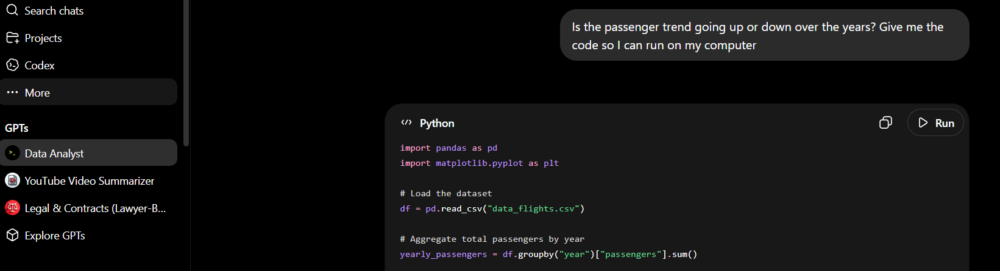 Search chats
Projects
Codex
More
GPTs
Data Analyst
YouTube Video Summarizer
Legal & Contracts (Lawyer-B...
Explore GPTs
Is the passenger trend going up or down over the years? Give me the
code so I can run on my computer
Python
Run
import pandas as pd
import matplotlib.pyplot as plt
# Load the dataset
df = pd.read_csv("data_flights.csv")
# Aggregate total passengers by year
yearly_passengers = df.groupby("year")["passengers"].sum()